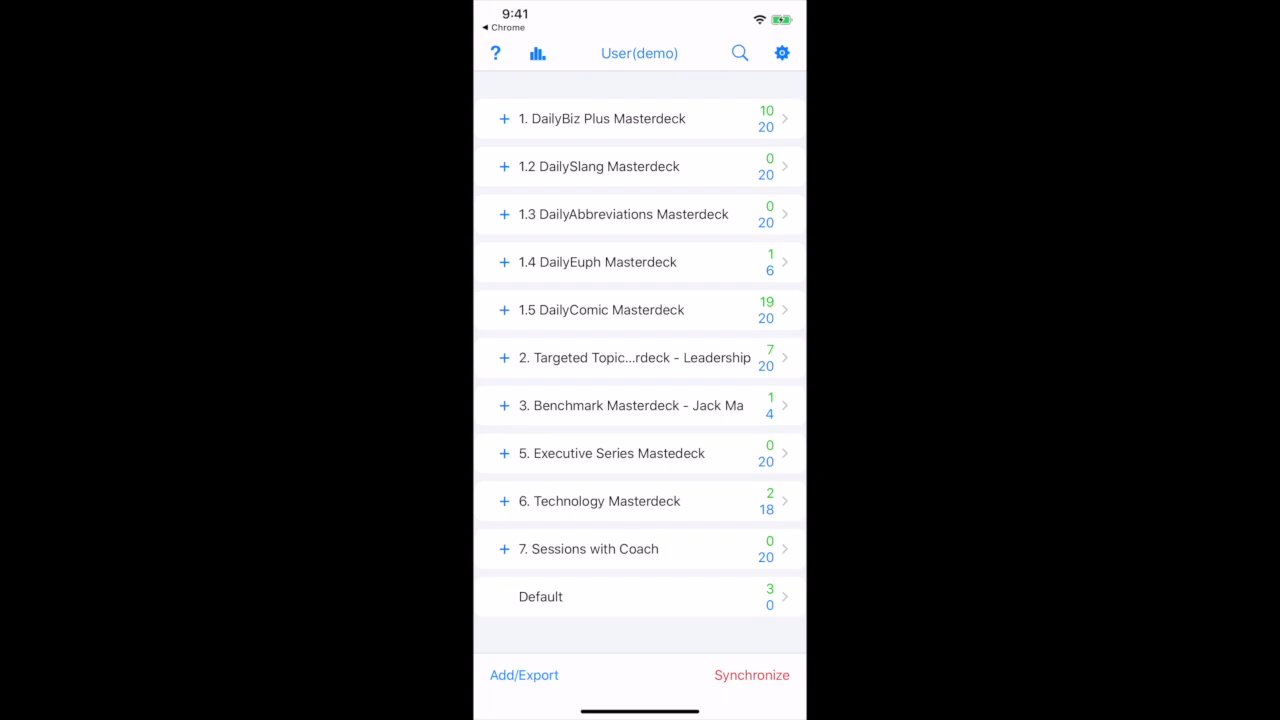 9:41
◀ Chrome
? User(demo)
+ 1. DailyBiz Plus Masterdeck 10
20
+ 1.2 DailySlang Masterdeck 0
20
+ 1.3 DailyAbbreviations Masterdeck 0
20
+ 1.4 DailyEuph Masterdeck 1
6
+ 1.5 DailyComic Masterdeck 19
20
+ 2. Targeted Topic...rdeck - Leadership 7
20
+ 3. Benchmark Masterdeck - Jack Ma 1
4
+ 5. Executive Series Mastedeck 0
20
+ 6. Technology Masterdeck 2
18
+ 7. Sessions with Coach 0
20
Default 3
0
Add/Export Synchronize